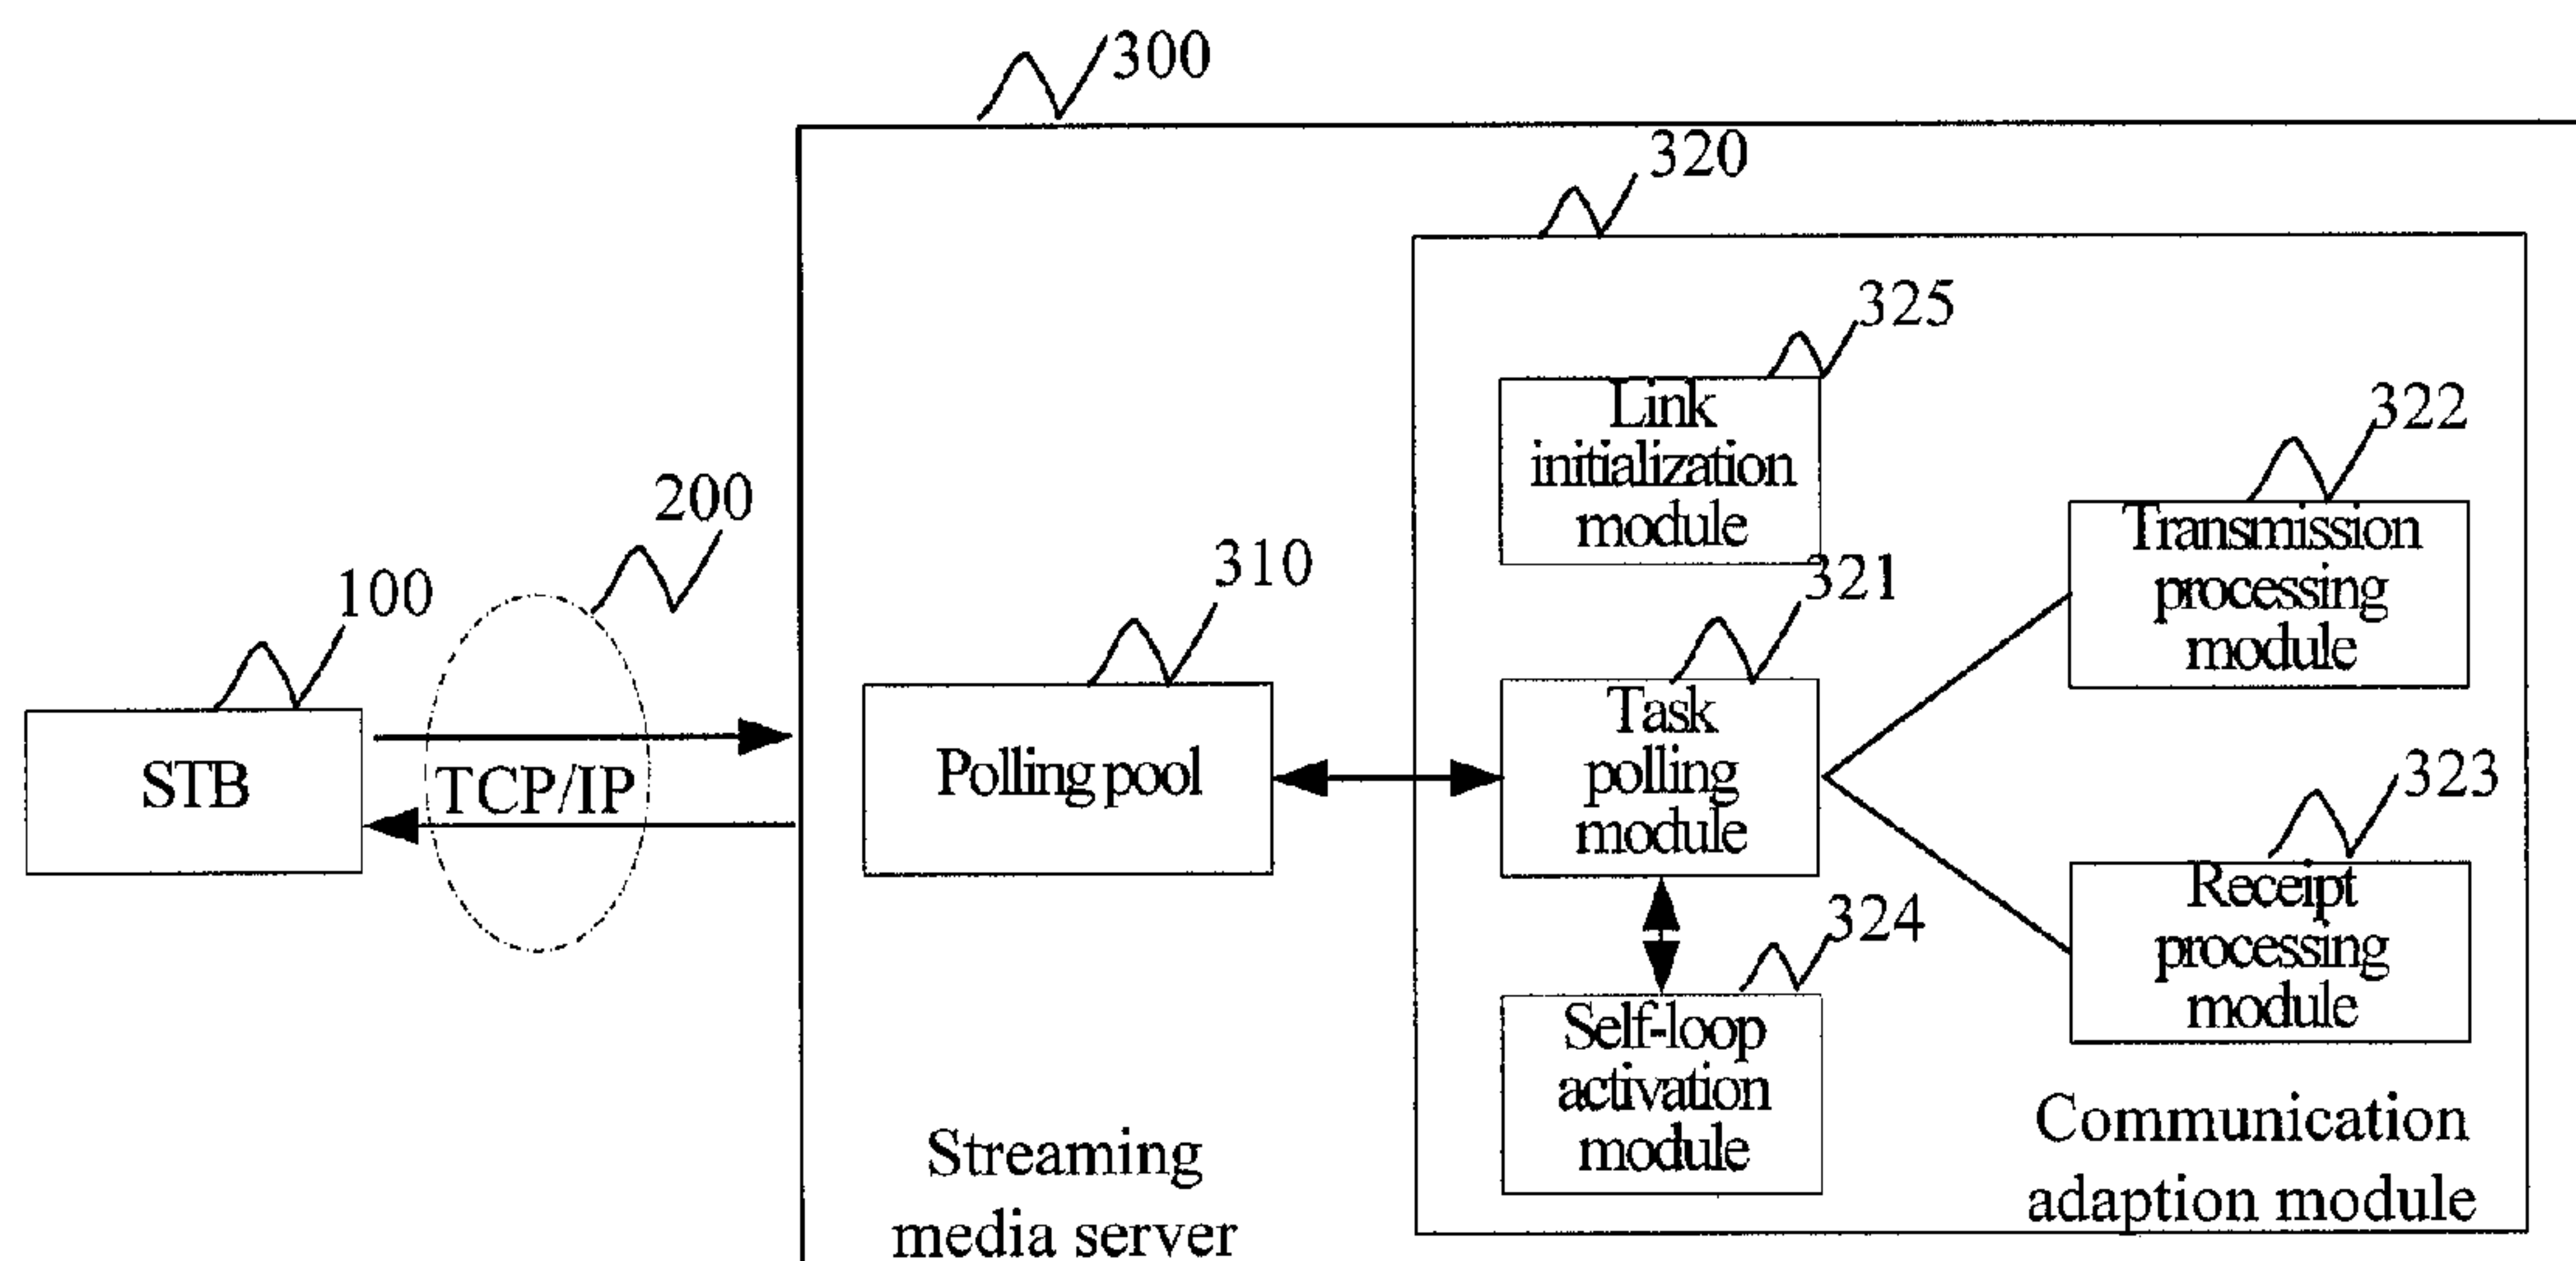 300
320
325
Link
initialization
module
322
Transmission
processing
module
200
100
310
321
STB
TCP/IP
Polling pool
Task
polling
module
323
Receipt
processing
module
324
Self-loop
activation
module
Streaming
media server
Communication
adaption module